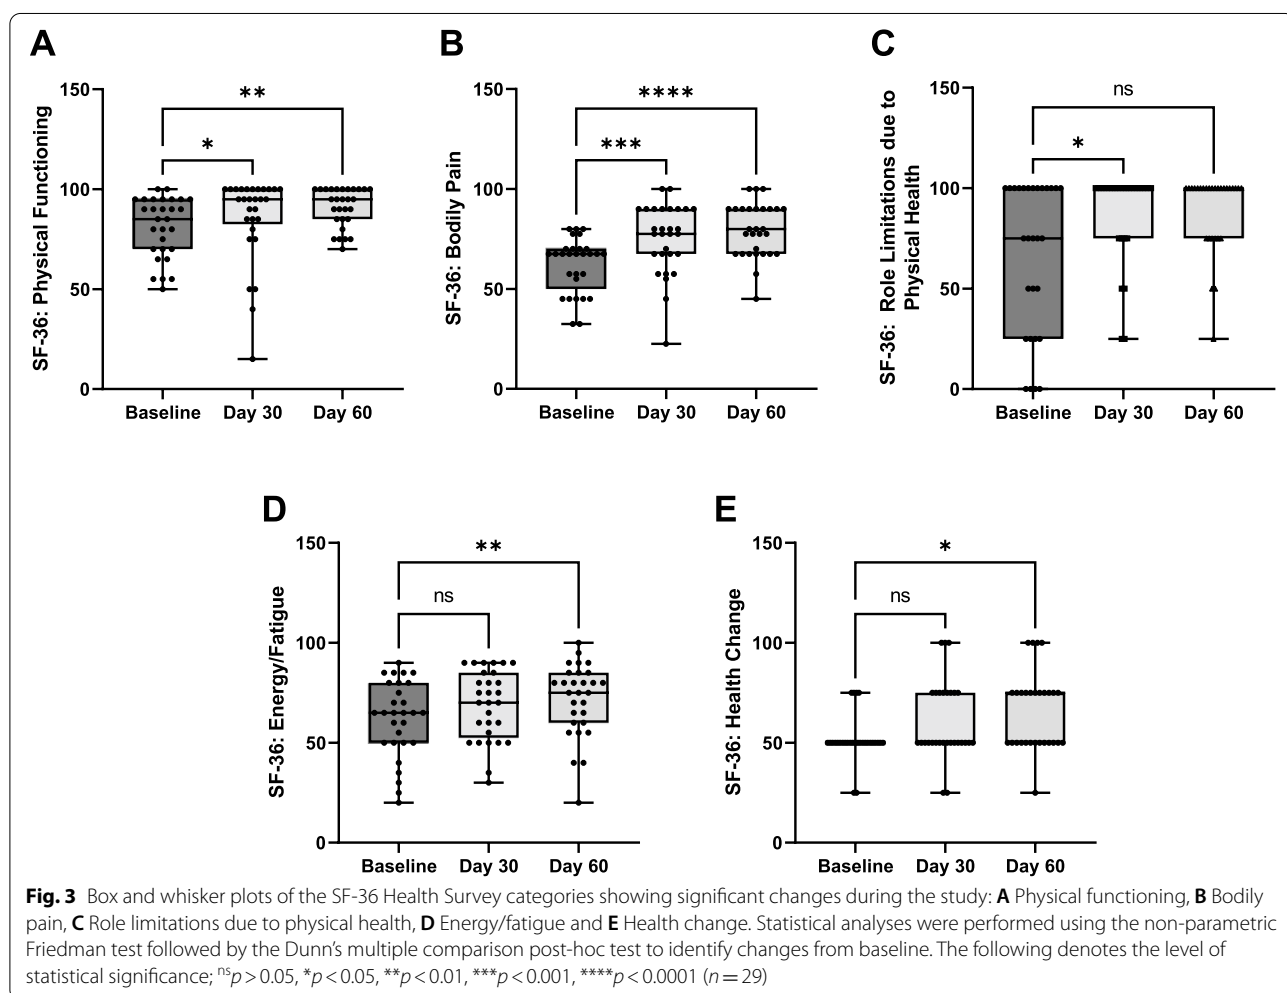 A
SF-36: Physical Functioning
150
100
50
0
**
*
Baseline Day 30 Day 60
B
SF-36: Bodily Pain
150
100
50
0
****
***
Baseline Day 30 Day 60
C
SF-36: Role Limitations due to
Physical Health
150
100
50
0
ns
*
Baseline Day 30 Day 60
D
SF-36: Energy/Fatigue
150
100
50
0
**
ns
Baseline Day 30 Day 60
E
SF-36: Health Change
150
100
50
0
*
ns
Baseline Day 30 Day 60
Fig. 3 Box and whisker plots of the SF-36 Health Survey categories showing significant changes during the study: A Physical functioning, B Bodily
pain, C Role limitations due to physical health, D Energy/fatigue and E Health change. Statistical analyses were performed using the non-parametric
Friedman test followed by the Dunn's multiple comparison post-hoc test to identify changes from baseline. The following denotes the level of
statistical significance; ns p > 0.05, *p < 0.05, **p < 0.01, ***p < 0.001, ****p < 0.0001 (n = 29)